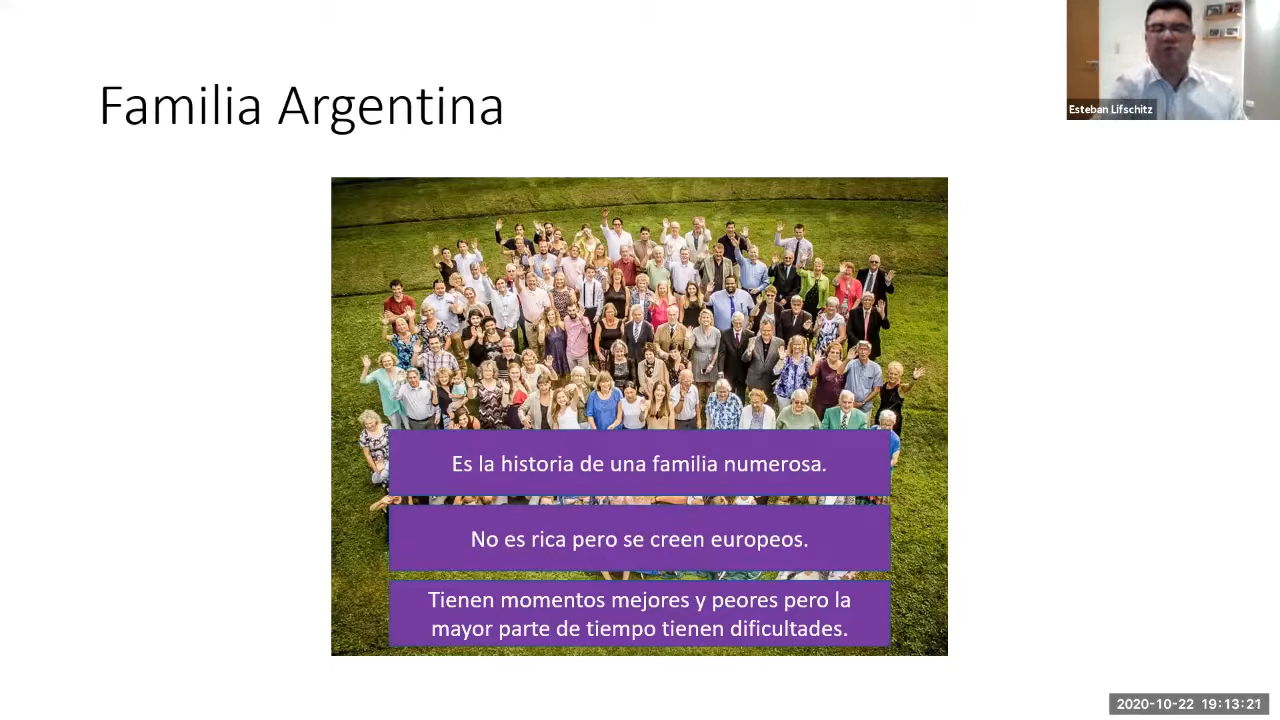 Familia Argentina
Esteban Lifschitz
Es la historia de una familia numerosa.
No es rica pero se creen europeos.
Tienen momentos mejores y peores pero la
mayor parte de tiempo tienen dificultades.
2020-10-22 19:13:21